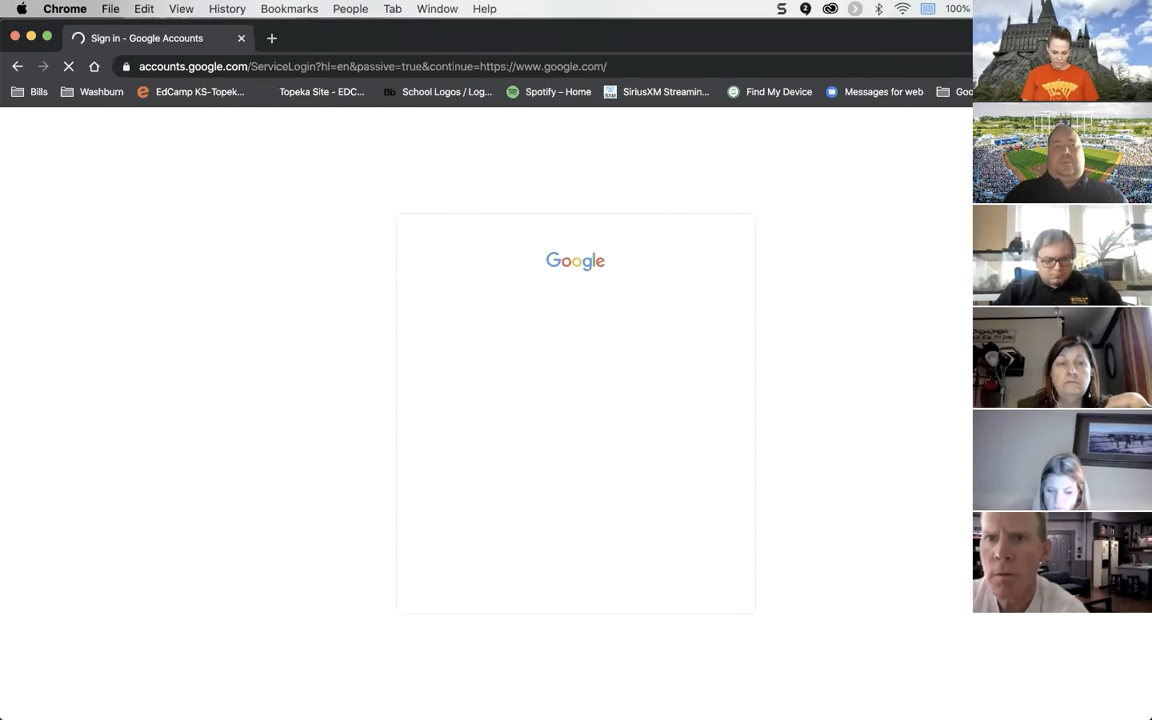 Chrome File Edit View History Bookmarks People Tab Window Help 100%
Sign in - Google Accounts
accounts.google.com/ServiceLogin?hl=en&passive=true&continue=https://www.google.com/
Bills Washburn EdCamp KS-Topek... Topeka Site - EDC... Bb School Logos / Log... Spotify – Home SiriusXM Streamin... Find My Device Messages for web Goo
Google